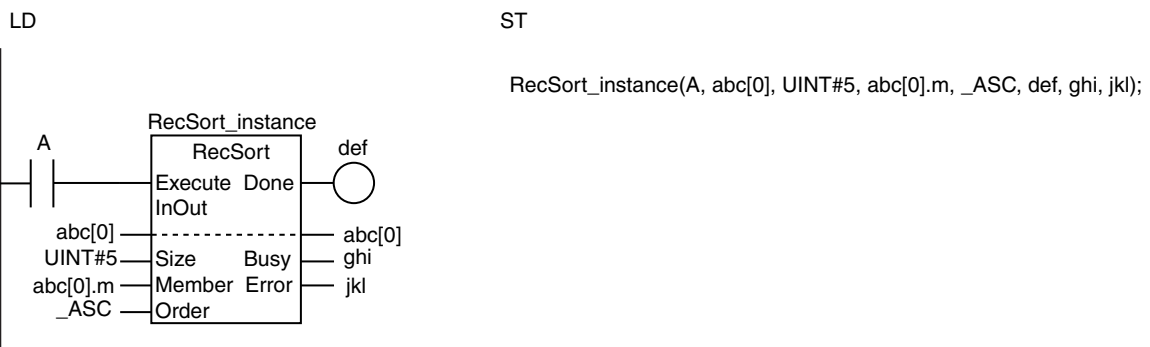 LD
ST
RecSort_instance(A, abc[0], UINT#5, abc[0].m, _ASC, def, ghi, jkl);
RecSort_instance
A
RecSort
def
Execute Done
InOut
abc[0] abc[0]
UINT#5 Size Busy ghi
abc[0].m Member Error jkl
_ASC Order